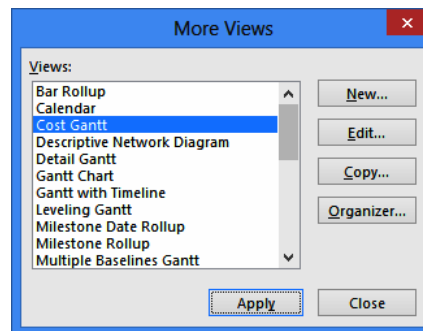 More Views
Views:
Bar Rollup
Calendar
Cost Gantt
Descriptive Network Diagram
Detail Gantt
Gantt Chart
Gantt with Timeline
Leveling Gantt
Milestone Date Rollup
Milestone Rollup
Multiple Baselines Gantt
New...
Edit...
Copy...
Organizer...
Apply
Close